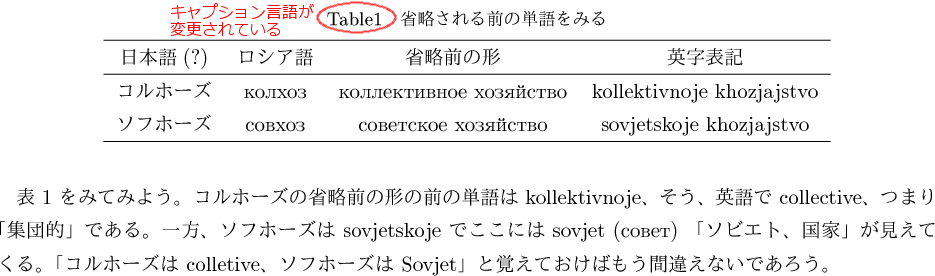 キャプション言語が
変更されている
Table1 省略される前の単語をみる
日本語 (?) ロシア語 省略前の形 英字表記
コルホーズ колхоз коллективное хозяйство kollektivnoje khozjajstvo
ソフホーズ совхоз советское хозяйство sovjetskoje khozjajstvo
表 1 をみてみよう。コルホーズの省略前の形の前の単語は kollektivnoje、そう、英語で collective、つまり
「集団的」である。一方、ソフホーズは sovjetskoje でここには sovjet (совет) 「ソビエト、国家」が見えて
くる。「コルホーズは colletive、ソフホーズは Sovjet」と覚えておけばもう間違えないであろう。